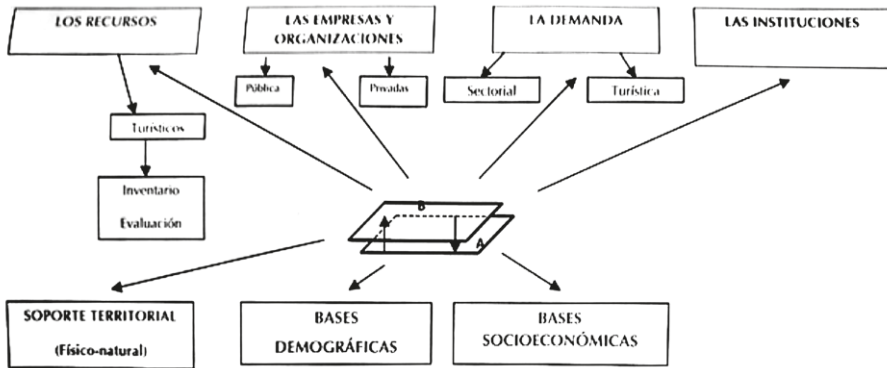 LOS RECURSOS
LAS EMPRESAS Y
ORGANIZACIONES
LA DEMANDA
LAS INSTITUCIONES
Pública
Privadas
Sectorial
Turística
Turísticos
Inventario
Evaluación
B
A
SOPORTE TERRITORIAL
(Físico-natural)
BASES
DEMOGRÁFICAS
BASES
SOCIOECONÓMICAS